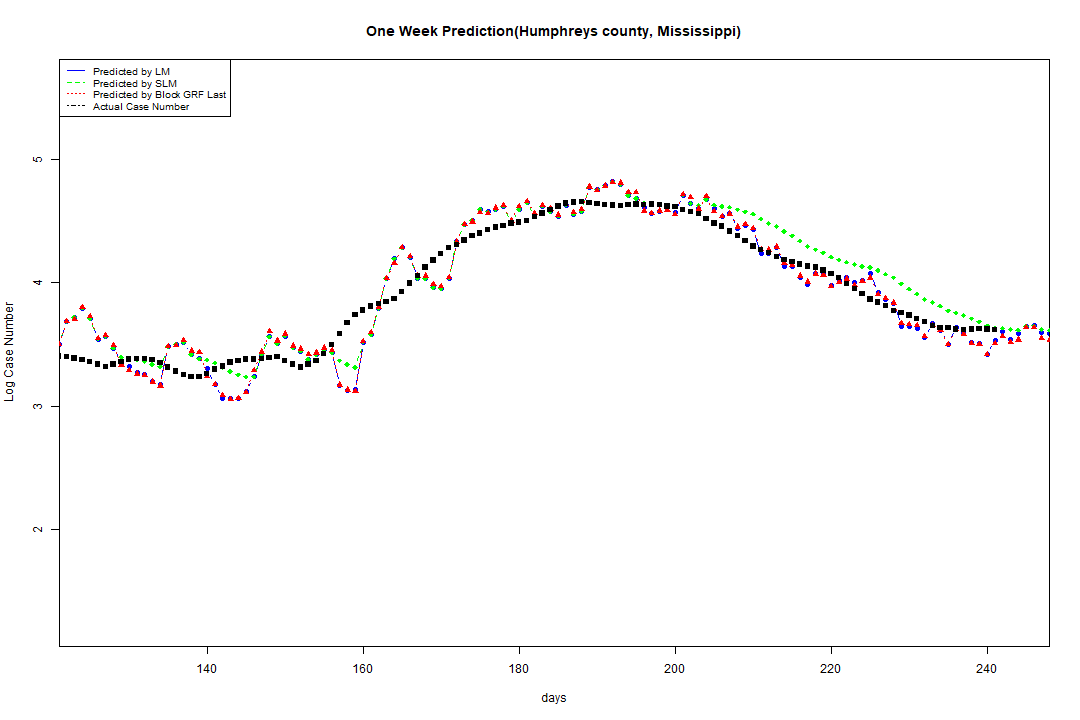 One Week Prediction(Humphreys county, Mississippi)
Predicted by LM
Predicted by SLM
Predicted by Block GRF Last
Actual Case Number
Log Case Number
5
4
3
2
140 160 180 200 220 240
days